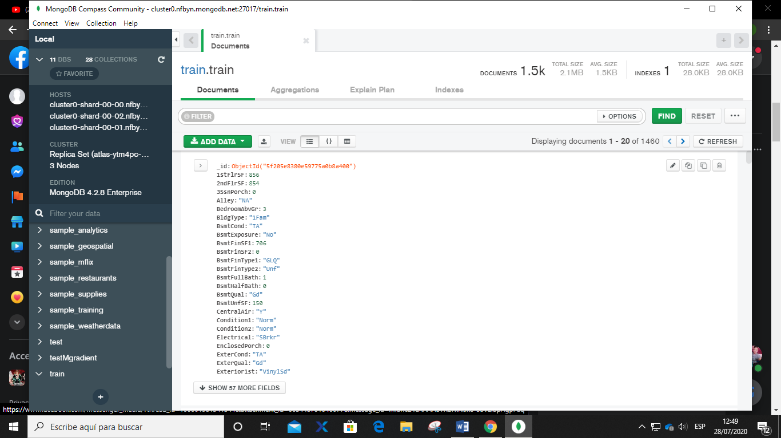 MongoDB Compass Community - cluster0.nfbyn.mongodb.net:27017/train.train
Connect View Collection Help
Local
11 DBS 28 COLLECTIONS
FAVORITE
HOSTS
cluster0-shard-00-00.nfby...
cluster0-shard-00-02.nfby...
cluster0-shard-00-01.nfby...
CLUSTER
Replica Set (atlas-ytm4pc-...
3 Nodes
EDITION
MongoDB 4.2.8 Enterprise
Filter your data
sample_analytics
sample_geospatial
sample_mflix
sample_restaurants
sample_supplies
sample_training
sample_weatherdata
test
testMgradient
train
train.train
Documents
train.train
DOCUMENTS 1.5k TOTAL SIZE 2.1MB AVG. SIZE 1.5KB INDEXES 1 TOTAL SIZE 28.0KB AVG. SIZE 28.0KB
Documents Aggregations Explain Plan Indexes
FILTER OPTIONS FIND RESET ...
ADD DATA VIEW Displaying documents 1 - 20 of 1460 REFRESH
1stFlrSF: 856
2ndFlrSF: 854
3SsnPorch: 0
Alley: "NA"
BedroomAbvGr: 3
BldgType: "1Fam"
BsmtCond: "TA"
BsmtExposure: "No"
BsmtFinSF1: 706
BsmtFinSF2: 0
BsmtFinType1: "GLQ"
BsmtFinType2: "Unf"
BsmtFullBath: 1
BsmtHalfBath: 0
BsmtQual: "Gd"
BsmtUnfSF: 150
CentralAir: "Y"
Condition1: "Norm"
Condition2: "Norm"
Electrical: "SBrkr"
EnclosedPorch: 0
ExterCond: "TA"
ExterQual: "Gd"
Exterior1st: "VinylSd"
SHOW 57 MORE FIELDS
Acce
Escribe aquí para buscar
ESP
12:49
28/07/2020
12